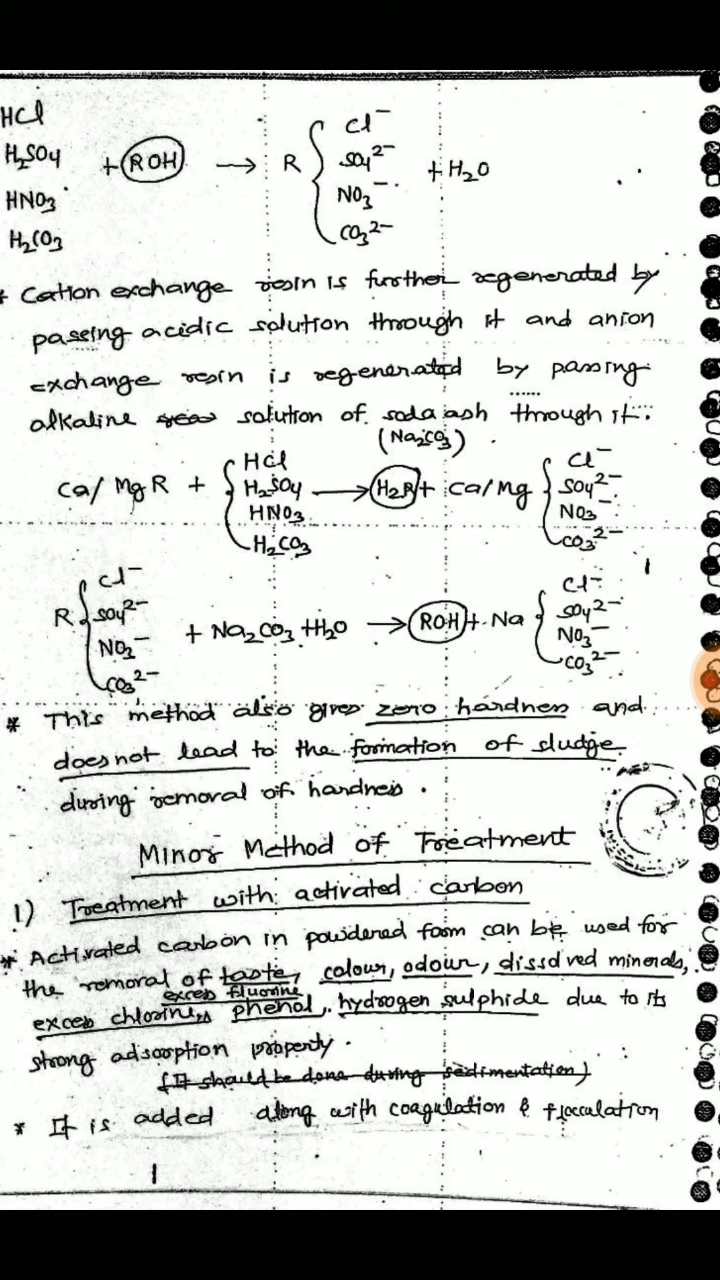 HCl
H₂SO₄ + ROH → R { Cl⁻ SO₄²⁻ NO₃⁻ CO₃²⁻ + H₂O
HNO₃
H₂CO₃
* Cation exchange resin is further regenerated by
passing acidic solution through it and anion
exchange resin is regenerated by passing
alkaline solution of soda ash through it.
(Na₂CO₃)
Ca/MgR + { HCl H₂SO₄ HNO₃ H₂CO₃ → H₂R + Ca/Mg { Cl⁻ SO₄²⁻ NO₃⁻ CO₃²⁻
R { Cl⁻ SO₄²⁻ NO₃⁻ CO₃²⁻ + Na₂CO₃ + H₂O → ROH + Na { Cl⁻ SO₄²⁻ NO₃⁻ CO₃²⁻
* This method also gives zero hardness and
does not lead to the formation of sludge
during removal of hardness.
Minor Method of Treatment
1) Treatment with activated carbon
* Activated carbon in powdered form can be used for
the removal of taste, colour, odour, dissolved minerals,
excess fluorine
excess chlorine, phenol, hydrogen sulphide due to its
strong adsorption property.
(It should be done during sedimentation)
* It is added along with coagulation & flocculation